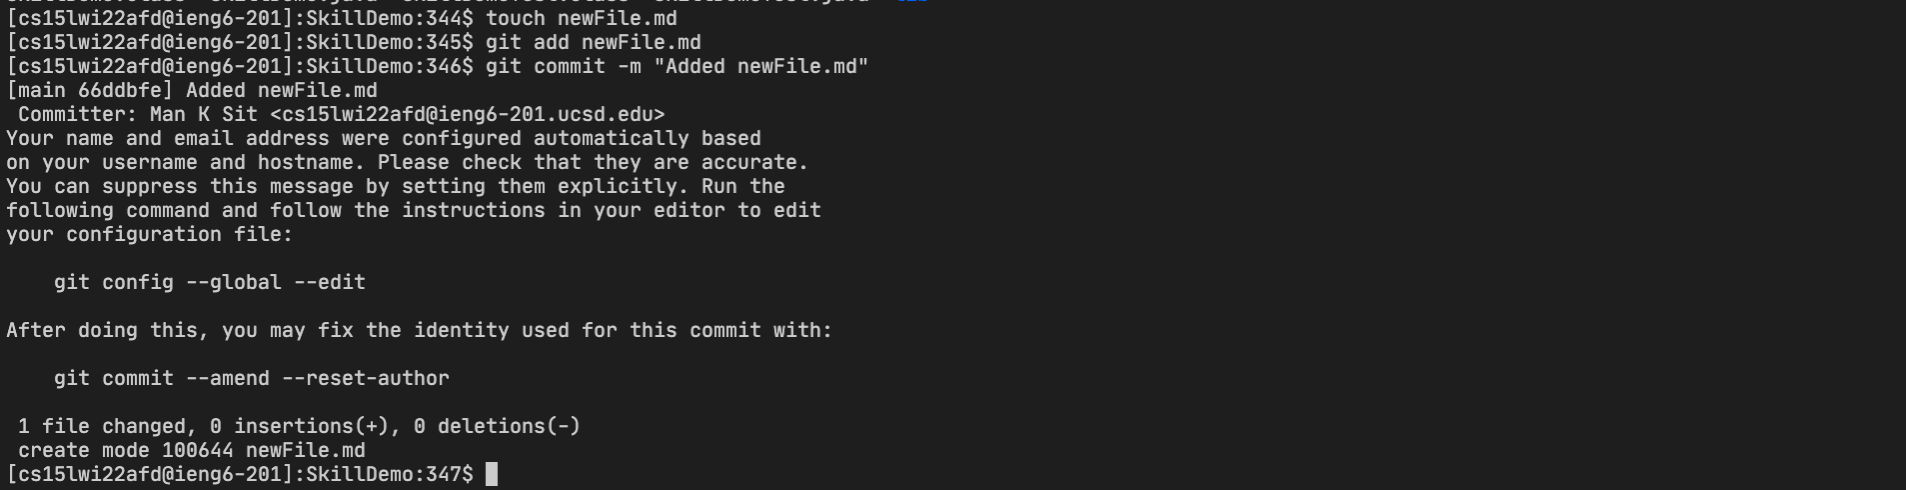 [cs15lwi22afd@ieng6-201]:SkillDemo:344$ touch newFile.md
[cs15lwi22afd@ieng6-201]:SkillDemo:345$ git add newFile.md
[cs15lwi22afd@ieng6-201]:SkillDemo:346$ git commit -m "Added newFile.md"
[main 66ddbfe] Added newFile.md
 Committer: Man K Sit <cs15lwi22afd@ieng6-201.ucsd.edu>
Your name and email address were configured automatically based
on your username and hostname. Please check that they are accurate.
You can suppress this message by setting them explicitly. Run the
following command and follow the instructions in your editor to edit
your configuration file:

    git config --global --edit

After doing this, you may fix the identity used for this commit with:

    git commit --amend --reset-author

 1 file changed, 0 insertions(+), 0 deletions(-)
 create mode 100644 newFile.md
[cs15lwi22afd@ieng6-201]:SkillDemo:347$